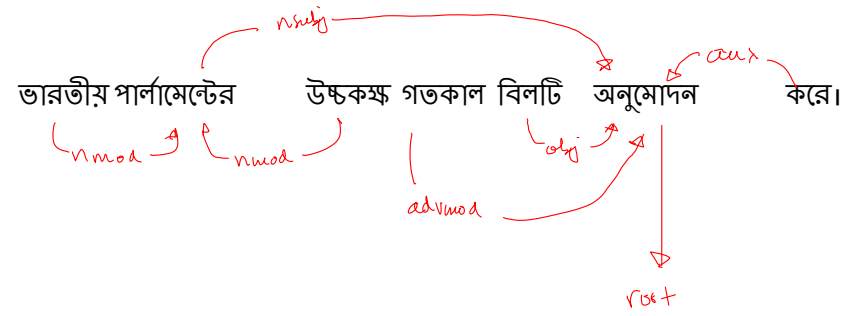 nsubj
aux
ভারতীয় পার্লামেন্টের উচ্চকক্ষ গতকাল বিলটি অনুমোদন করে।
nmod nmod obj
advmod
root